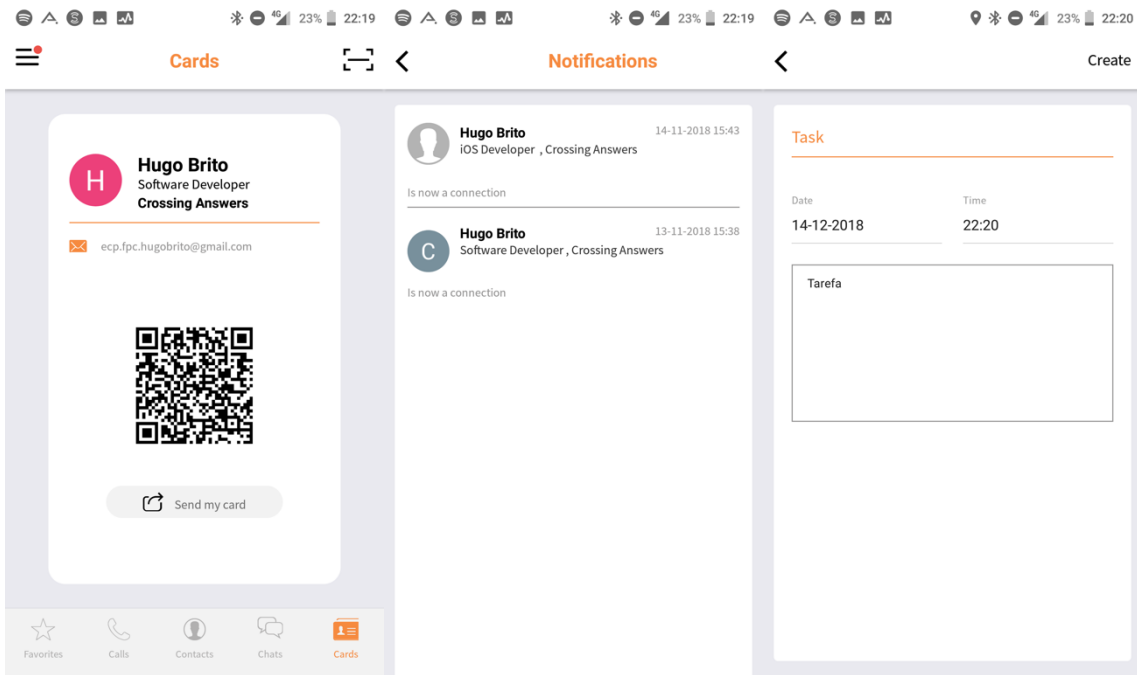 4G 23% 22:19
Cards
H
Hugo Brito
Software Developer
Crossing Answers
ecp.fpc.hugobrito@gmail.com
Send my card
Favorites
Calls
Contacts
Chats
Cards
4G 23% 22:19
Notifications
Hugo Brito
14-11-2018 15:43
iOS Developer , Crossing Answers
Is now a connection
C
Hugo Brito
13-11-2018 15:38
Software Developer , Crossing Answers
Is now a connection
4G 23% 22:20
Create
Task
Date
Time
14-12-2018
22:20
Tarefa